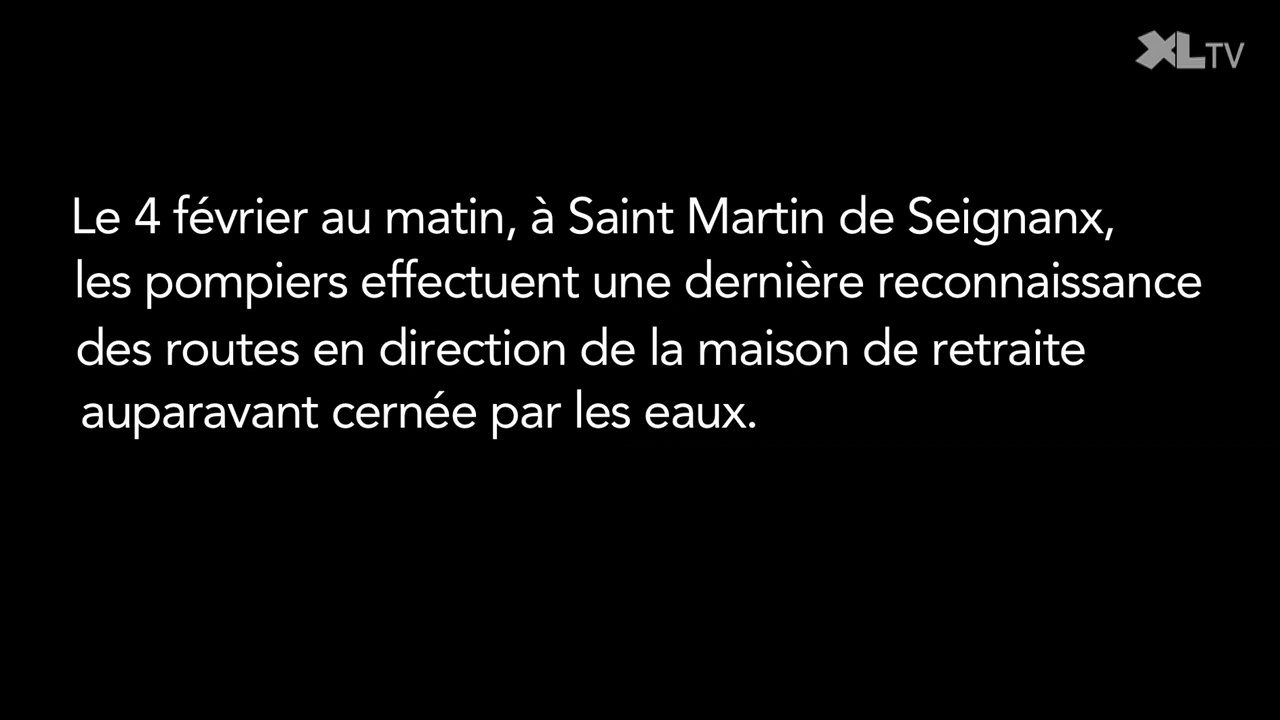 XLTV
Le 4 février au matin, à Saint Martin de Seignanx,
les pompiers effectuent une dernière reconnaissance
des routes en direction de la maison de retraite
auparavant cernée par les eaux.